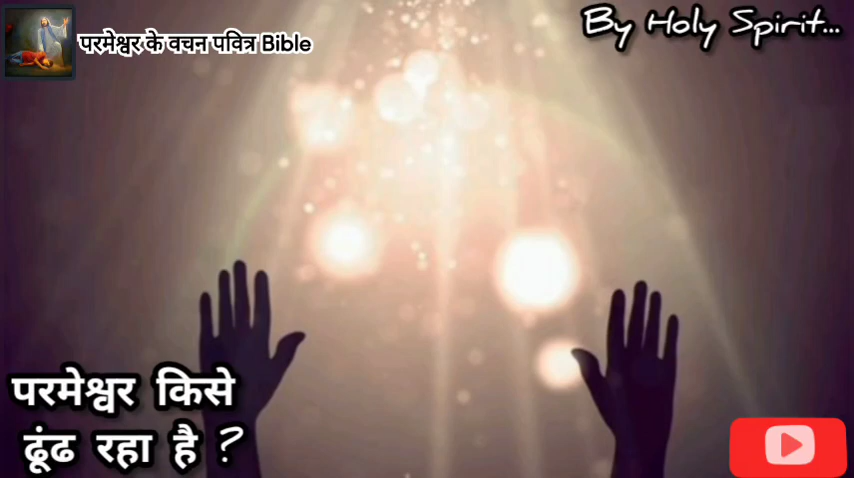 परमेश्वर के वचन पवित्र Bible
By Holy Spirit...
परमेश्वर किसे
ढूंढ रहा है ?